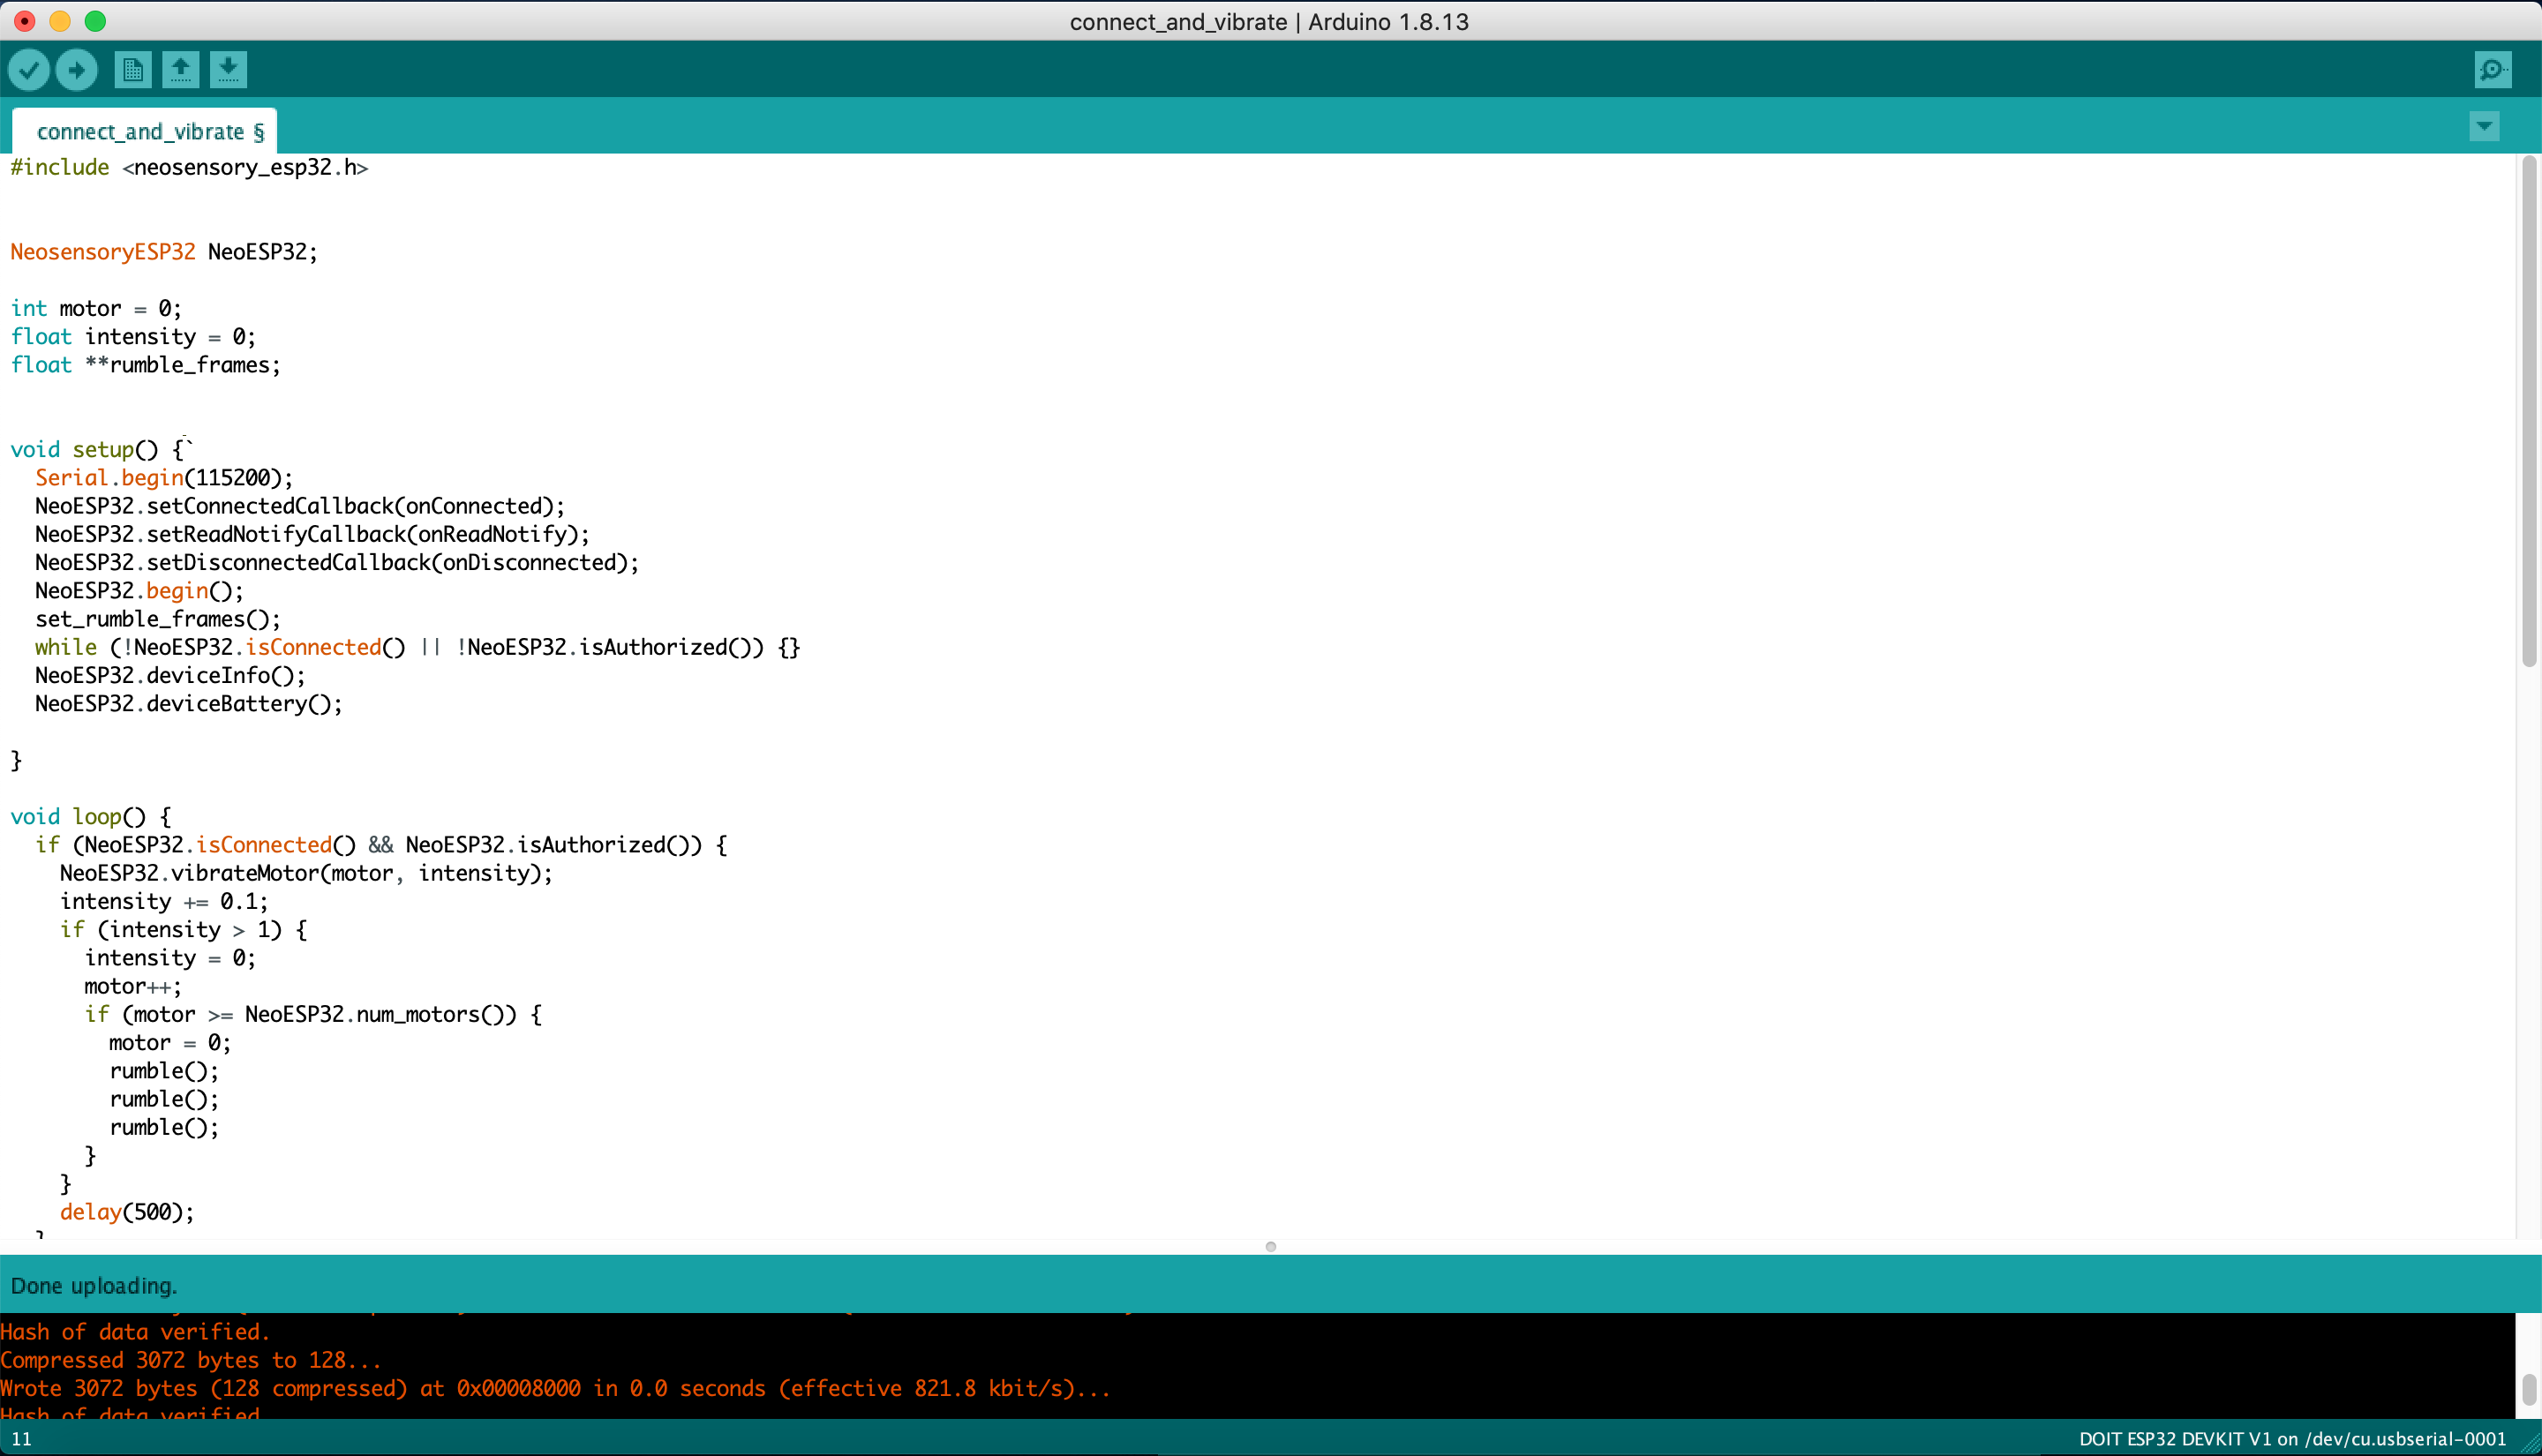 connect_and_vibrate | Arduino 1.8.13
connect_and_vibrate §
#include <neosensory_esp32.h>
NeosensoryESP32 NeoESP32;
int motor = 0;
float intensity = 0;
float **rumble_frames;
void setup() {`
  Serial.begin(115200);
  NeoESP32.setConnectedCallback(onConnected);
  NeoESP32.setReadNotifyCallback(onReadNotify);
  NeoESP32.setDisconnectedCallback(onDisconnected);
  NeoESP32.begin();
  set_rumble_frames();
  while (!NeoESP32.isConnected() || !NeoESP32.isAuthorized()) {}
  NeoESP32.deviceInfo();
  NeoESP32.deviceBattery();
}
void loop() {
  if (NeoESP32.isConnected() && NeoESP32.isAuthorized()) {
    NeoESP32.vibrateMotor(motor, intensity);
    intensity += 0.1;
    if (intensity > 1) {
      intensity = 0;
      motor++;
      if (motor >= NeoESP32.num_motors()) {
        motor = 0;
        rumble();
        rumble();
        rumble();
      }
    }
    delay(500);
  }
Done uploading.
Hash of data verified.
Compressed 3072 bytes to 128...
Wrote 3072 bytes (128 compressed) at 0x00008000 in 0.0 seconds (effective 821.8 kbit/s)...
Hash of data verified
11
DOIT ESP32 DEVKIT V1 on /dev/cu.usbserial-0001